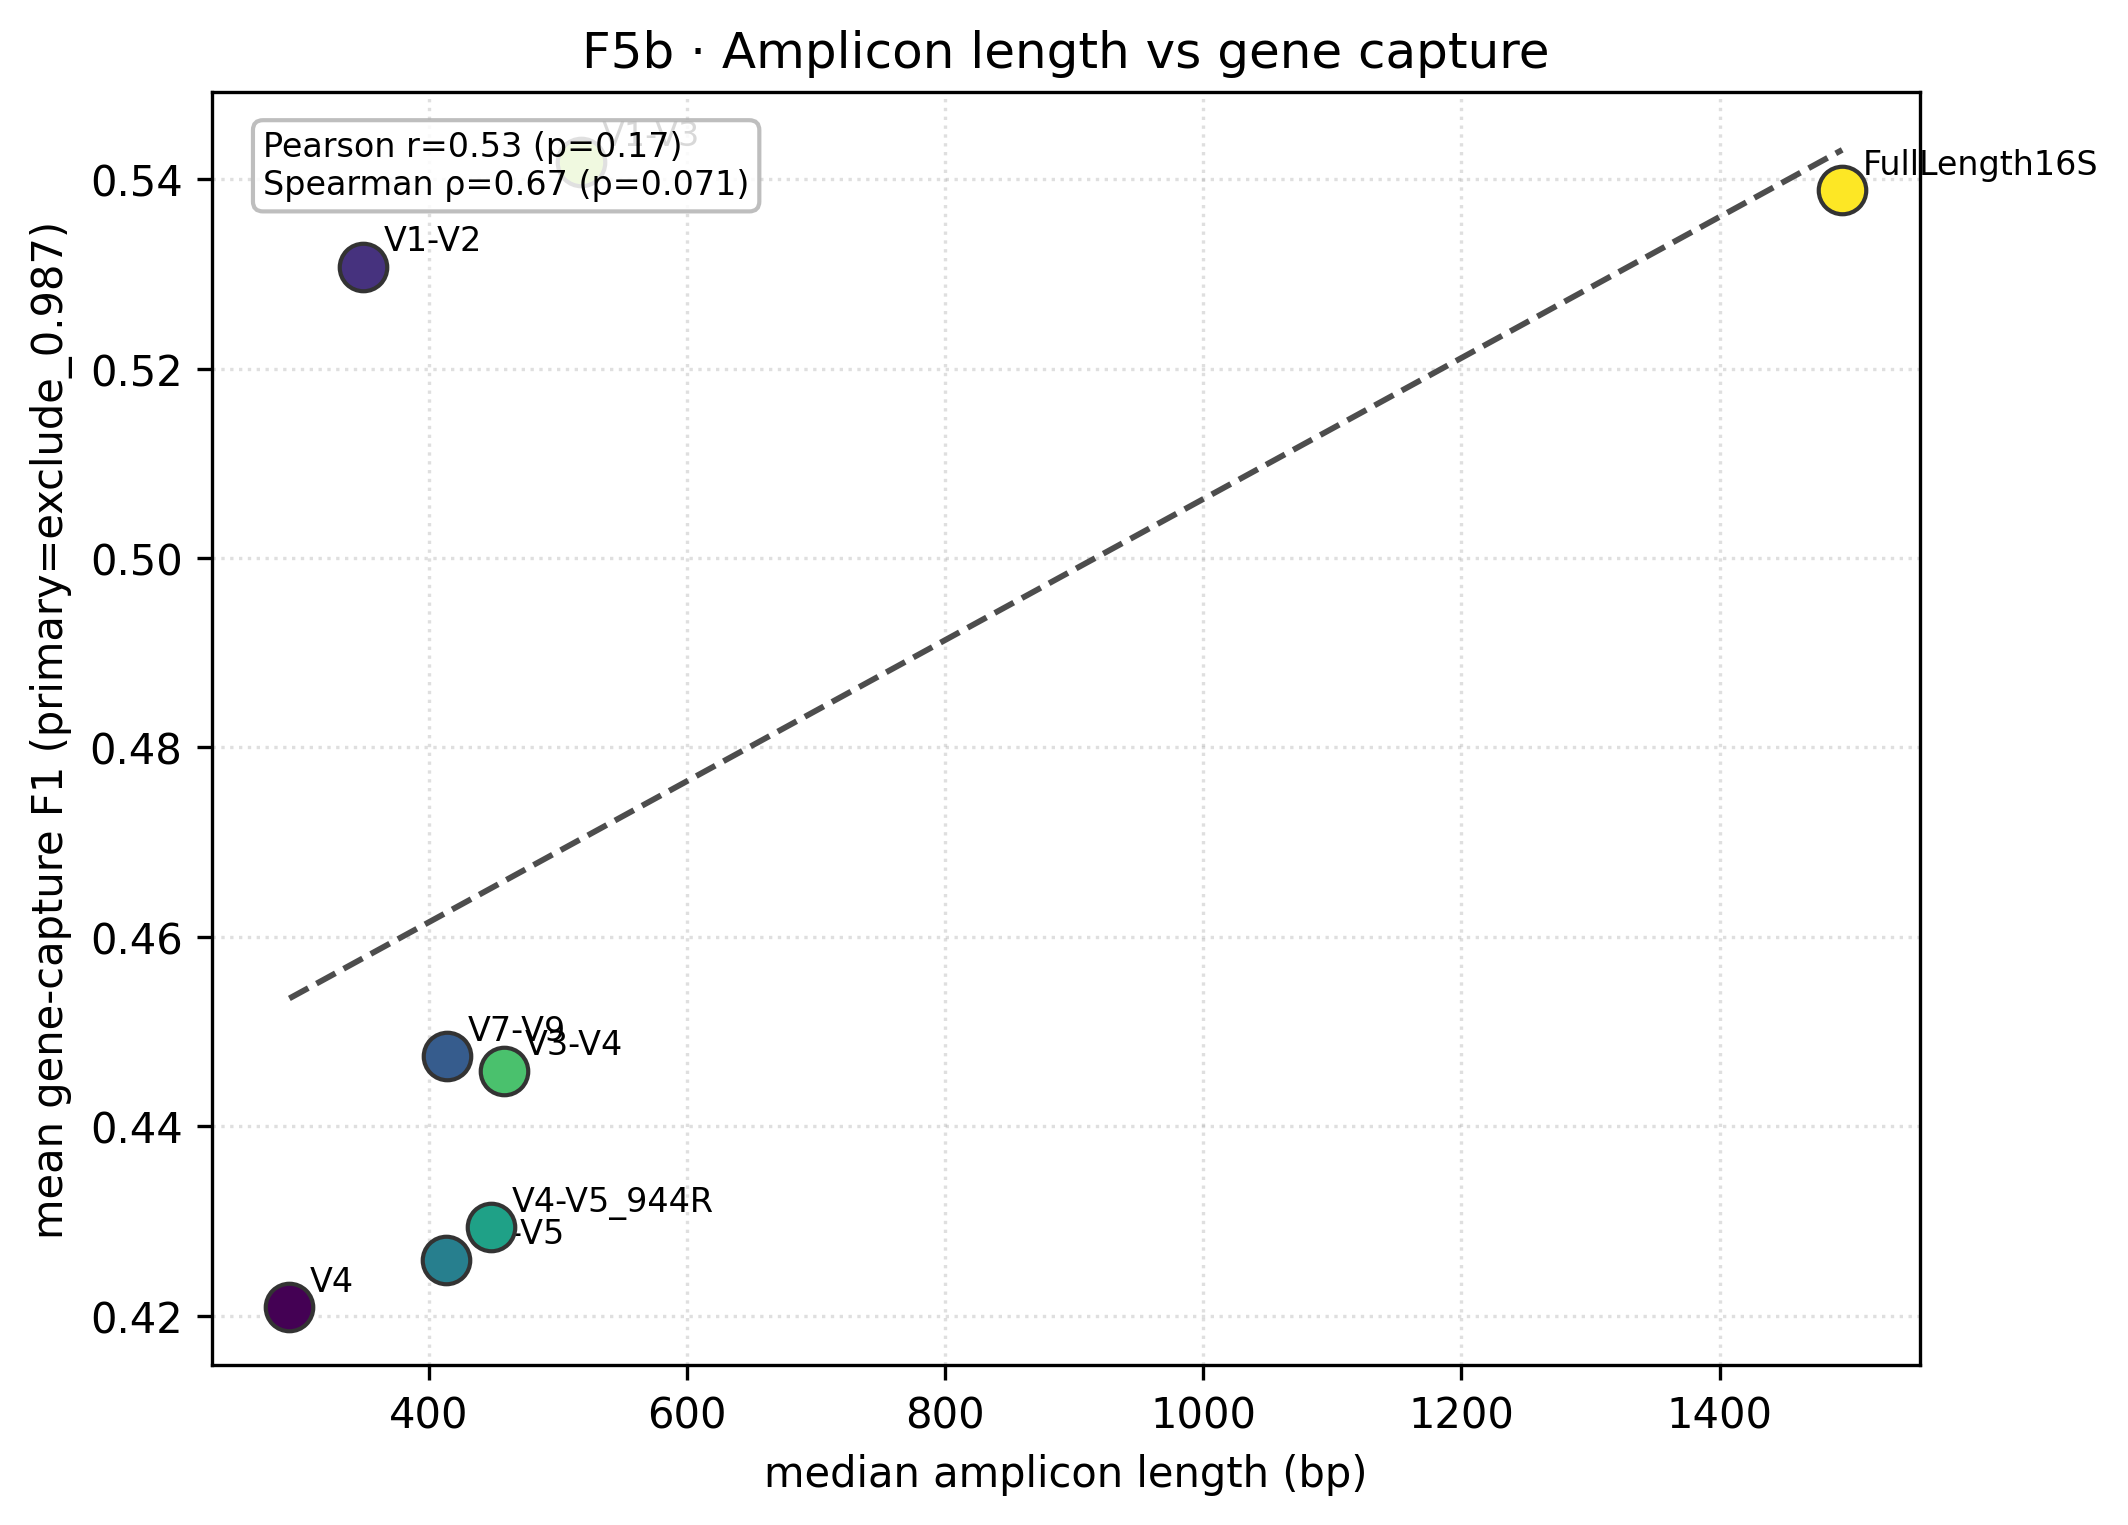 F5b · Amplicon length vs gene capture
V1-V3
Pearson r=0.53 (p=0.17)
Spearman ρ=0.67 (p=0.071)
FullLength16S
V1-V2
V7-V9
V3-V4
V4-V5_944R
-V5
V4
0.54
0.52
0.50
0.48
0.46
0.44
0.42
mean gene-capture F1 (primary=exclude_0.987)
400 600 800 1000 1200 1400
median amplicon length (bp)